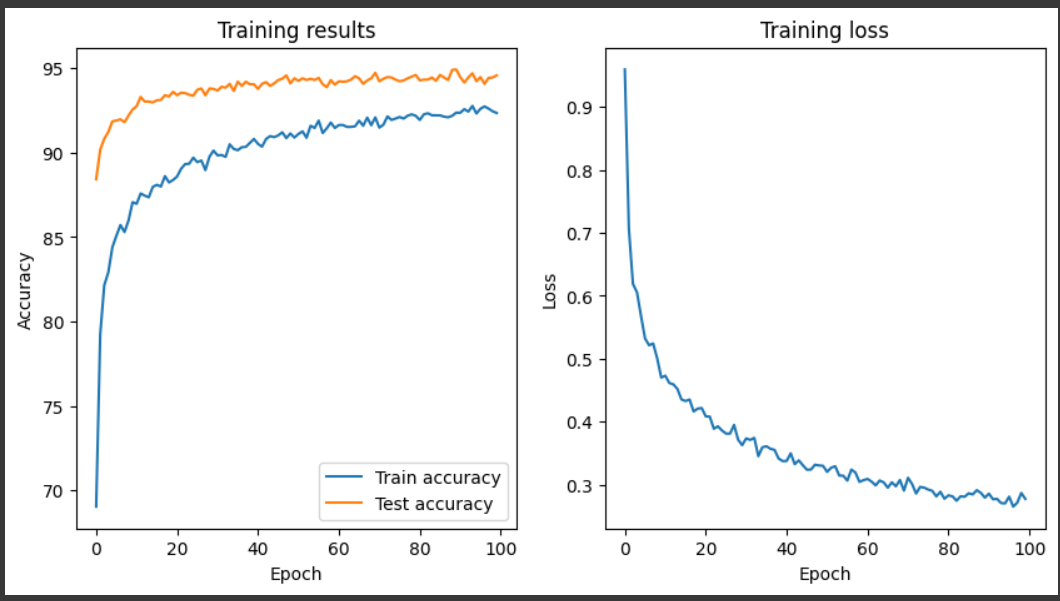 Training results
95
90
85
80
75
70
Accuracy
Train accuracy
Test accuracy
0 20 40 60 80 100
Epoch
Training loss
0.9
0.8
0.7
0.6
0.5
0.4
0.3
Loss
0 20 40 60 80 100
Epoch